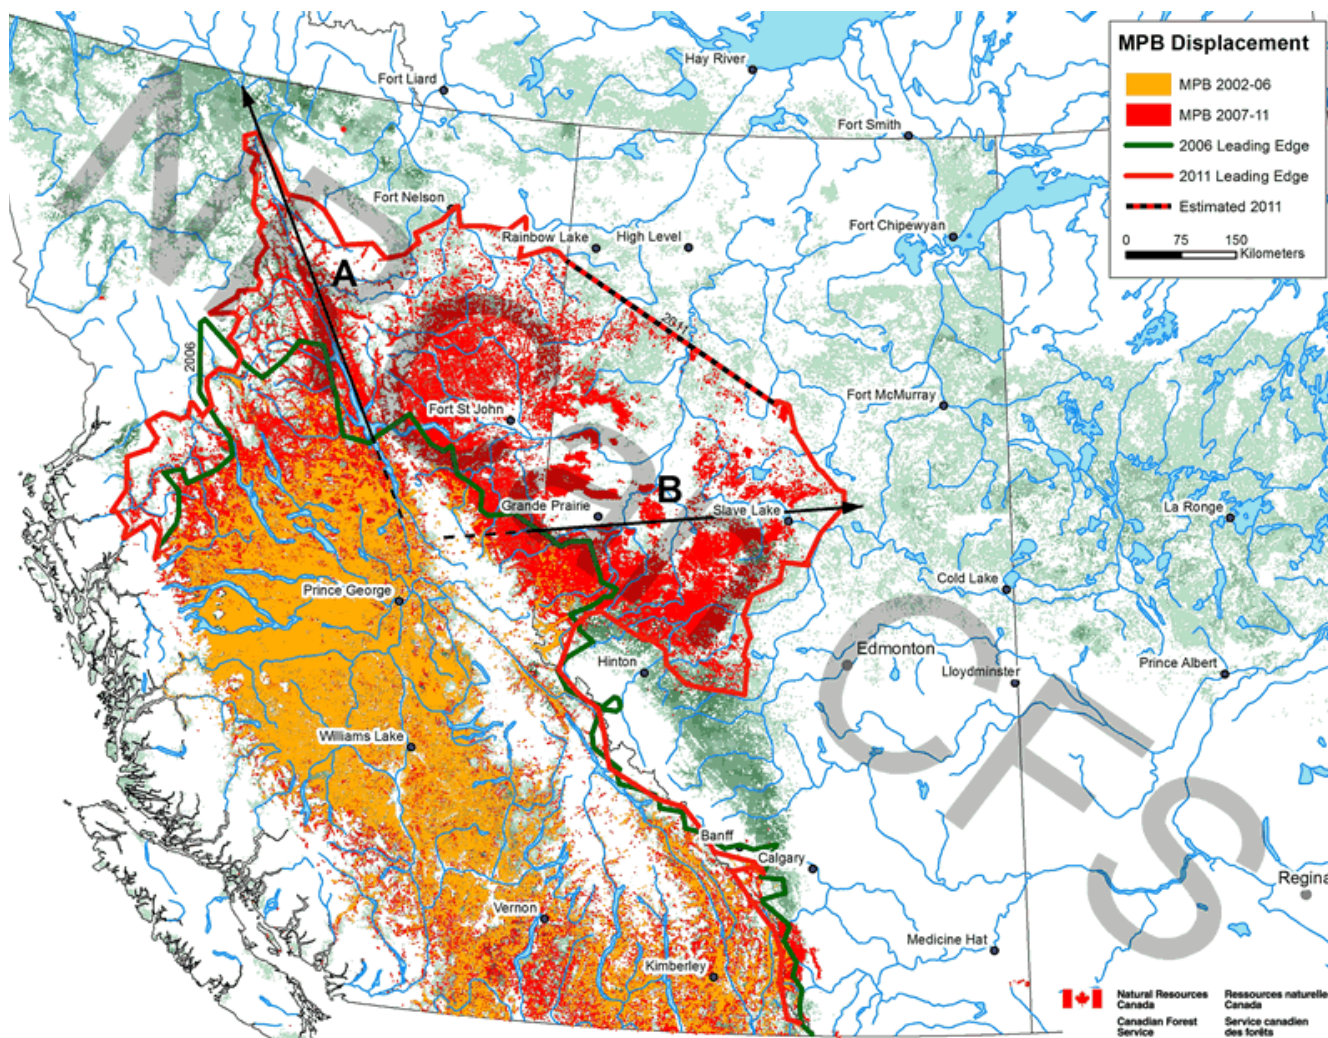 MPB Displacement
MPB 2002-06
MPB 2007-11
2006 Leading Edge
2011 Leading Edge
Estimated 2011
0 75 150
Kilometers
Hay River
Fort Liard
Fort Smith
Fort Nelson
Rainbow Lake
High Level
Fort Chipewyan
A
2011
2006
Fort McMurray
Fort St John
B
Grande Prairie
Slave Lake
La Ronge
Cold Lake
Prince George
Edmonton
Hinton
Lloydminster
Prince Albert
Williams Lake
Banff
Calgary
Regina
Vernon
Medicine Hat
Kimberley
CFS
Natural Resources
Canada
Ressources naturelle
Canada
Canadian Forest
Service
Service canadien
des forêts